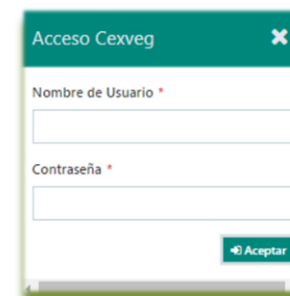 Acceso Cexveg
Nombre de Usuario *
Contraseña *
Aceptar